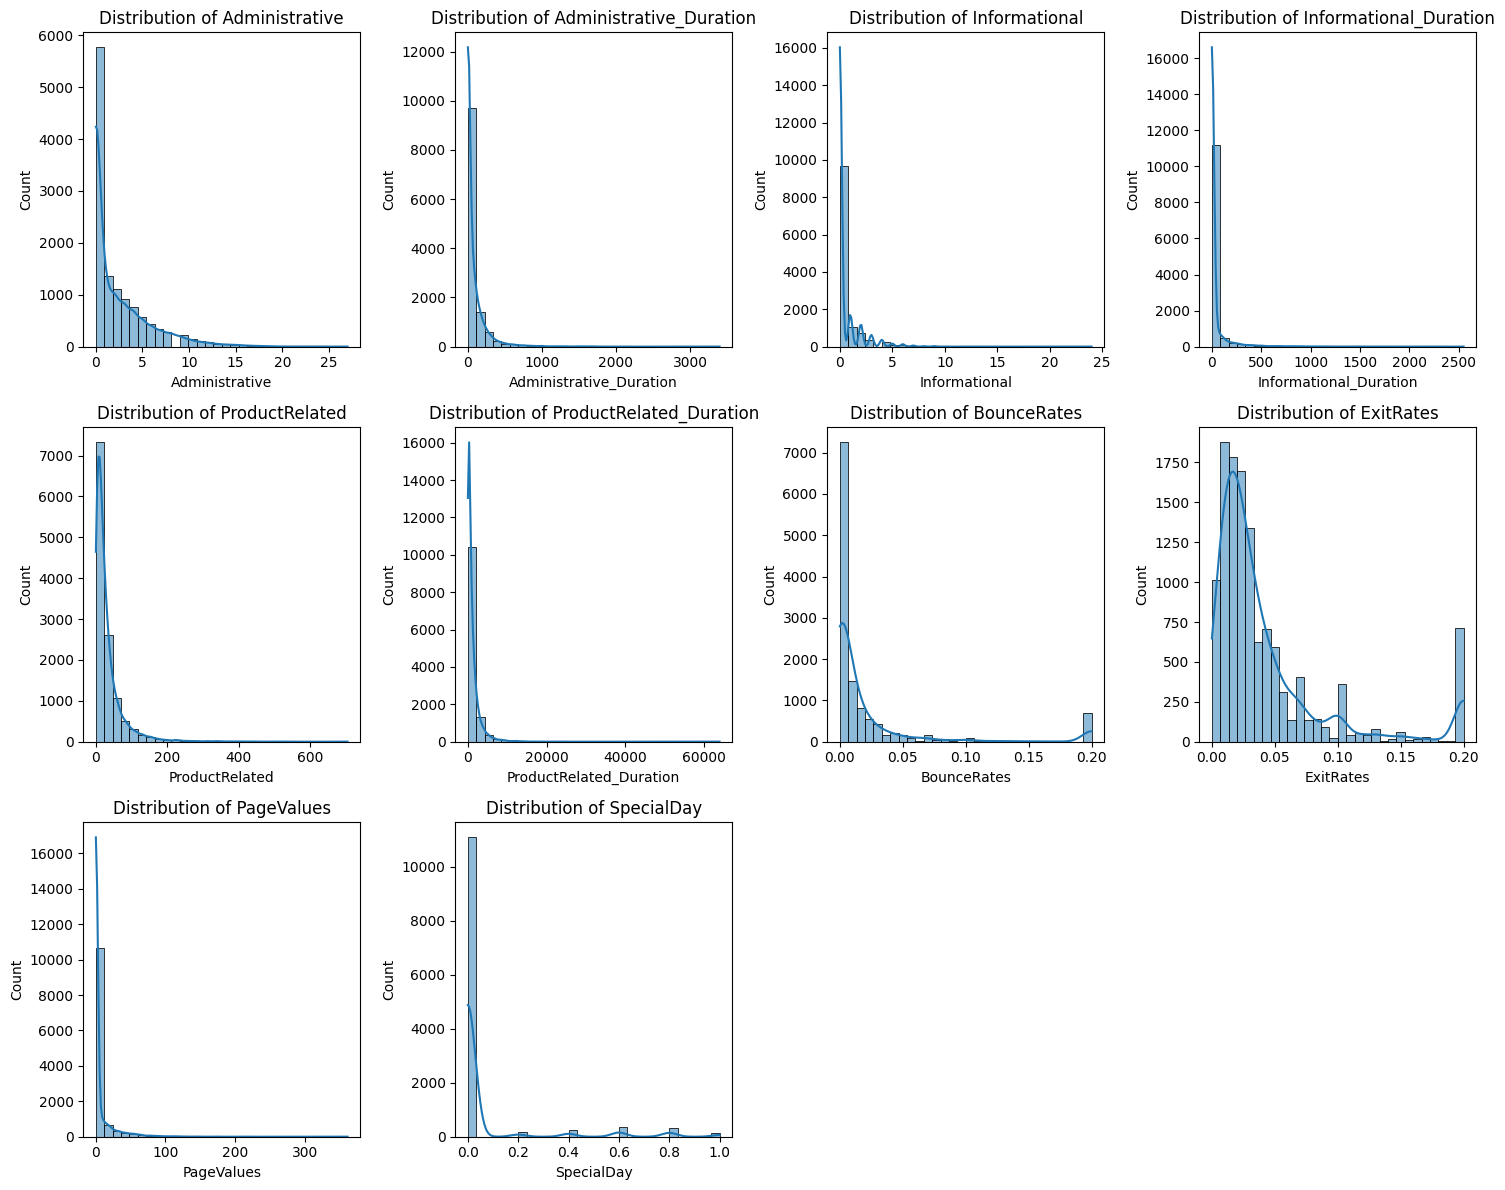 Distribution of Administrative
6000
5000
4000
3000
2000
1000
0
Count
0 5 10 15 20 25
Administrative
Distribution of Administrative_Duration
12000
10000
8000
6000
4000
2000
0
Count
0 1000 2000 3000
Administrative_Duration
Distribution of Informational
16000
14000
12000
10000
8000
6000
4000
2000
0
Count
0 5 10 15 20 25
Informational
Distribution of Informational_Duration
16000
14000
12000
10000
8000
6000
4000
2000
0
Count
0 500 1000 1500 2000 2500
Informational_Duration
Distribution of ProductRelated
7000
6000
5000
4000
3000
2000
1000
0
Count
0 200 400 600
ProductRelated
Distribution of ProductRelated_Duration
16000
14000
12000
10000
8000
6000
4000
2000
0
Count
0 20000 40000 60000
ProductRelated_Duration
Distribution of BounceRates
7000
6000
5000
4000
3000
2000
1000
0
Count
0.00 0.05 0.10 0.15 0.20
BounceRates
Distribution of ExitRates
1750
1500
1250
1000
750
500
250
0
Count
0.00 0.05 0.10 0.15 0.20
ExitRates
Distribution of PageValues
16000
14000
12000
10000
8000
6000
4000
2000
0
Count
0 100 200 300
PageValues
Distribution of SpecialDay
10000
8000
6000
4000
2000
0
Count
0.0 0.2 0.4 0.6 0.8 1.0
SpecialDay